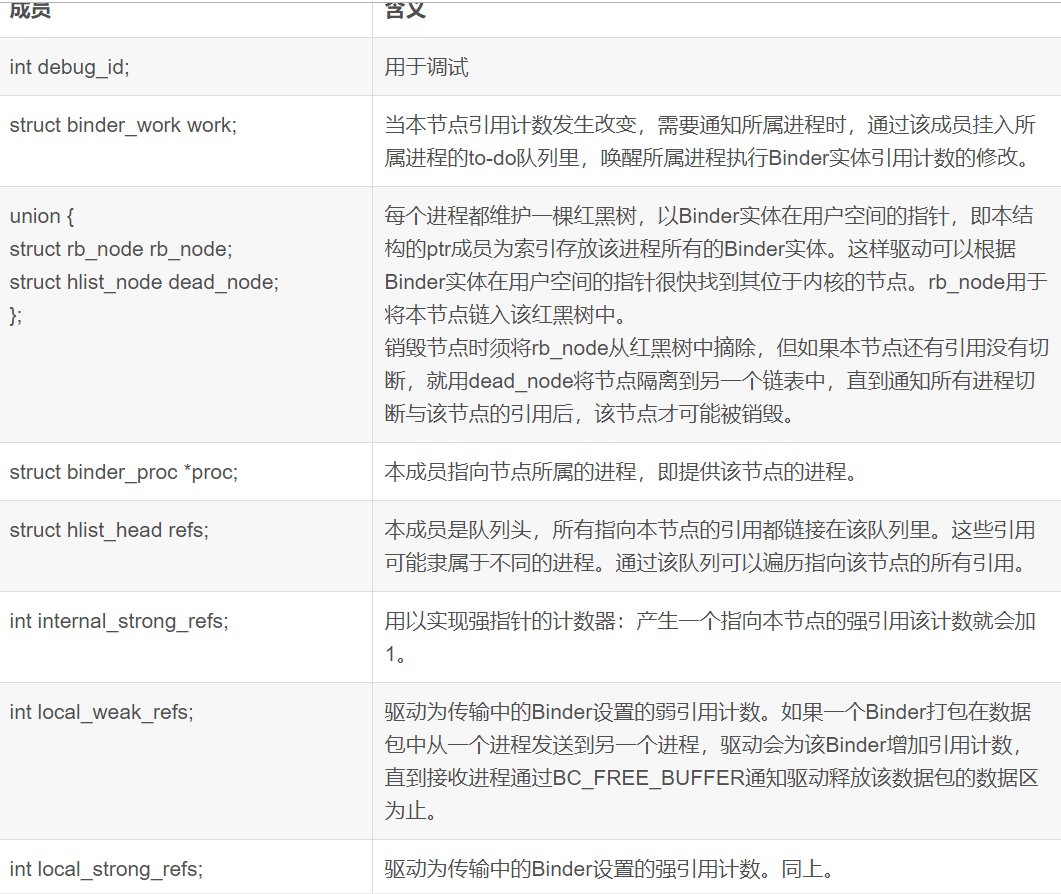 成员
含义
int debug_id;
用于调试
struct binder_work work;
当本节点引用计数发生改变，需要通知所属进程时，通过该成员挂入所
属进程的to-do队列里，唤醒所属进程执行Binder实体引用计数的修改。
union {
struct rb_node rb_node;
struct hlist_node dead_node;
};
每个进程都维护一棵红黑树，以Binder实体在用户空间的指针，即本结
构的ptr成员为索引存放该进程所有的Binder实体。这样驱动可以根据
Binder实体在用户空间的指针很快找到其位于内核的节点。rb_node用于
将本节点链入该红黑树中。
销毁节点时须将rb_node从红黑树中摘除，但如果本节点还有引用没有切
断，就用dead_node将节点隔离到另一个链表中，直到通知所有进程切
断与该节点的引用后，该节点才可能被销毁。
struct binder_proc *proc;
本成员指向节点所属的进程，即提供该节点的进程。
struct hlist_head refs;
本成员是队列头，所有指向本节点的引用都链接在该队列里。这些引用
可能隶属于不同的进程。通过该队列可以遍历指向该节点的所有引用。
int internal_strong_refs;
用以实现强指针的计数器：产生一个指向本节点的强引用该计数就会加
1。
int local_weak_refs;
驱动为传输中的Binder设置的弱引用计数。如果一个Binder打包在数据
包中从一个进程发送到另一个进程，驱动会为该Binder增加引用计数，
直到接收进程通过BC_FREE_BUFFER通知驱动释放该数据包的数据区
为止。
int local_strong_refs;
驱动为传输中的Binder设置的强引用计数。同上。